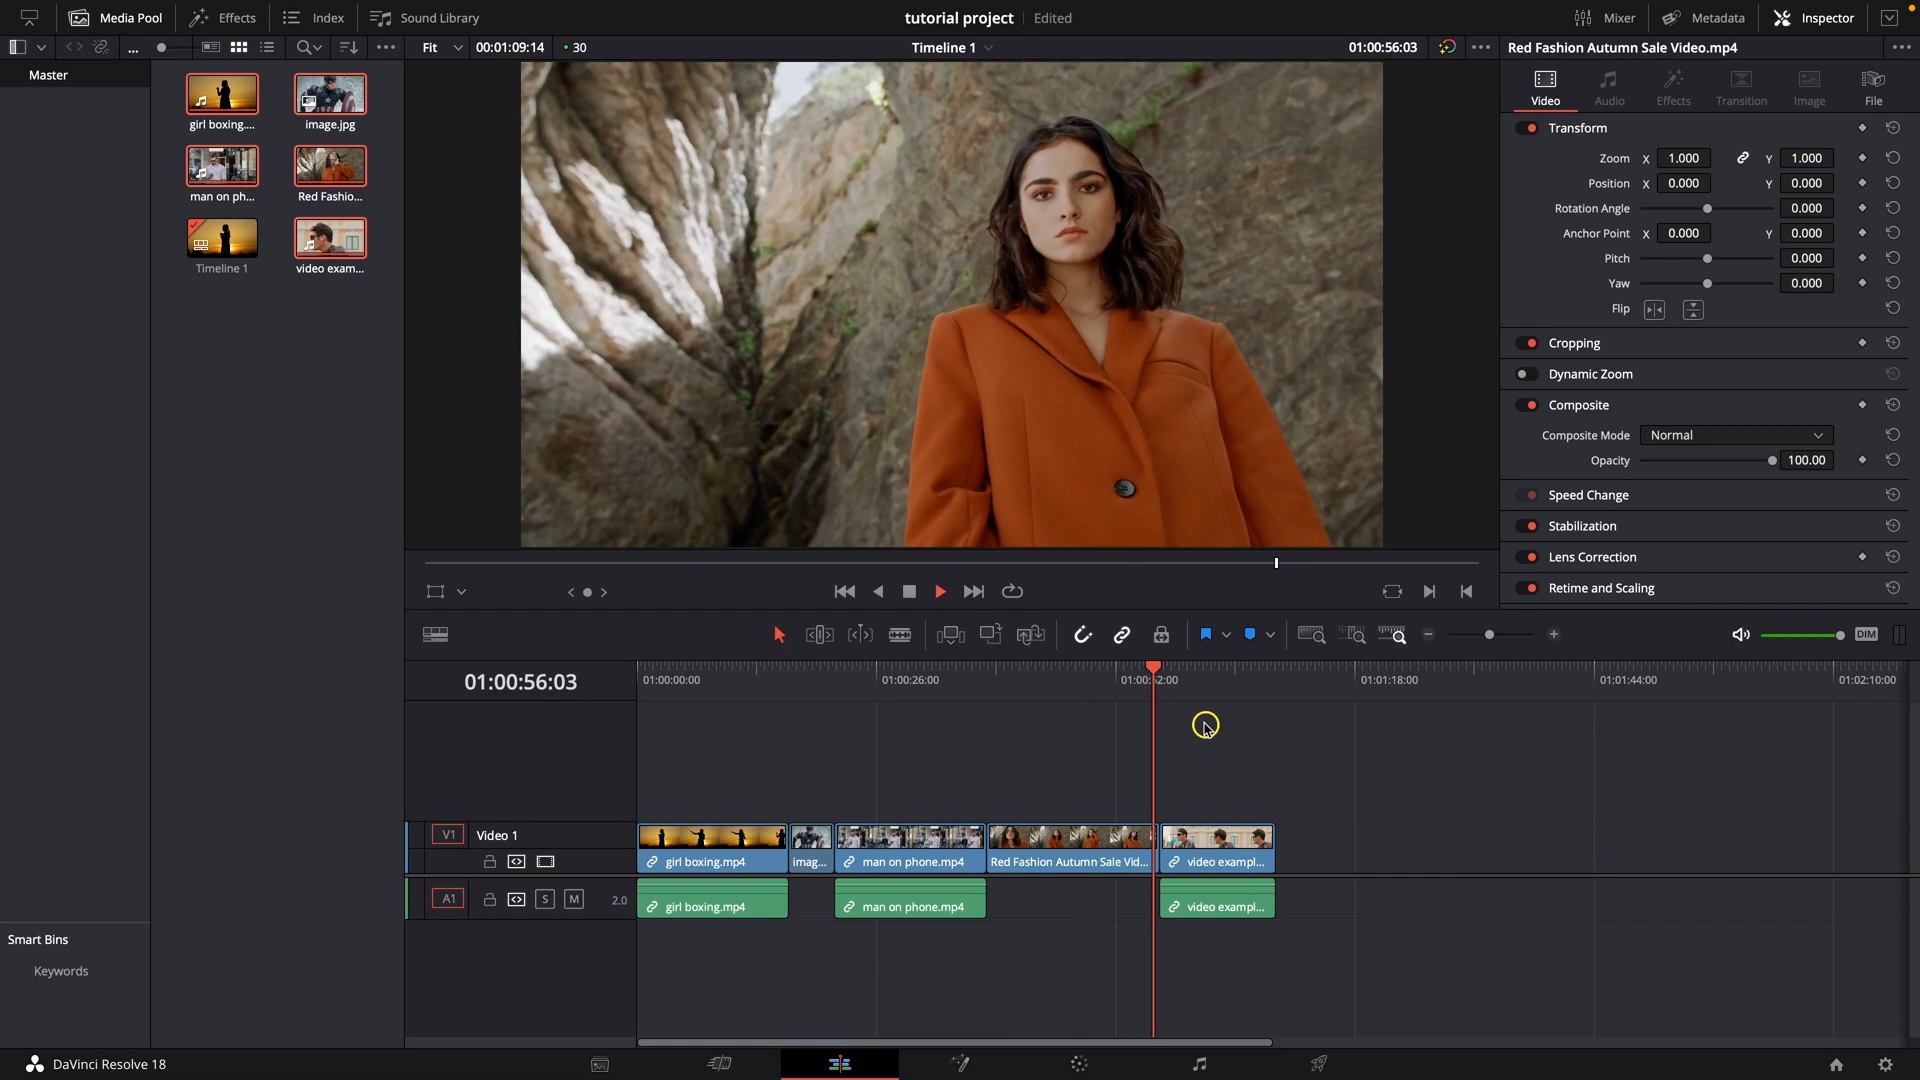 Media Pool
Effects
Index
Sound Library
tutorial project
Edited
Mixer
Metadata
Inspector
...
Fit
00:01:09:14
30
Timeline 1
01:00:56:03
Red Fashion Autumn Sale Video.mp4
Master
girl boxing....
image.jpg
man on ph...
Red Fashio...
Timeline 1
video exam...
Video
Audio
Effects
Transition
Image
File
Transform
Zoom X 1.000 Y 1.000
Position X 0.000 Y 0.000
Rotation Angle 0.000
Anchor Point X 0.000 Y 0.000
Pitch 0.000
Yaw 0.000
Flip
Cropping
Dynamic Zoom
Composite
Composite Mode Normal
Opacity 100.00
Speed Change
Stabilization
Lens Correction
Retime and Scaling
DIM
01:00:56:03
01:00:00:00
01:00:26:00
01:00:52:00
01:01:18:00
01:01:44:00
01:02:10:00
V1 Video 1
girl boxing.mp4
imag...
man on phone.mp4
Red Fashion Autumn Sale Vid...
video exampl...
A1 S M 2.0
girl boxing.mp4
man on phone.mp4
video exampl...
Smart Bins
Keywords
DaVinci Resolve 18